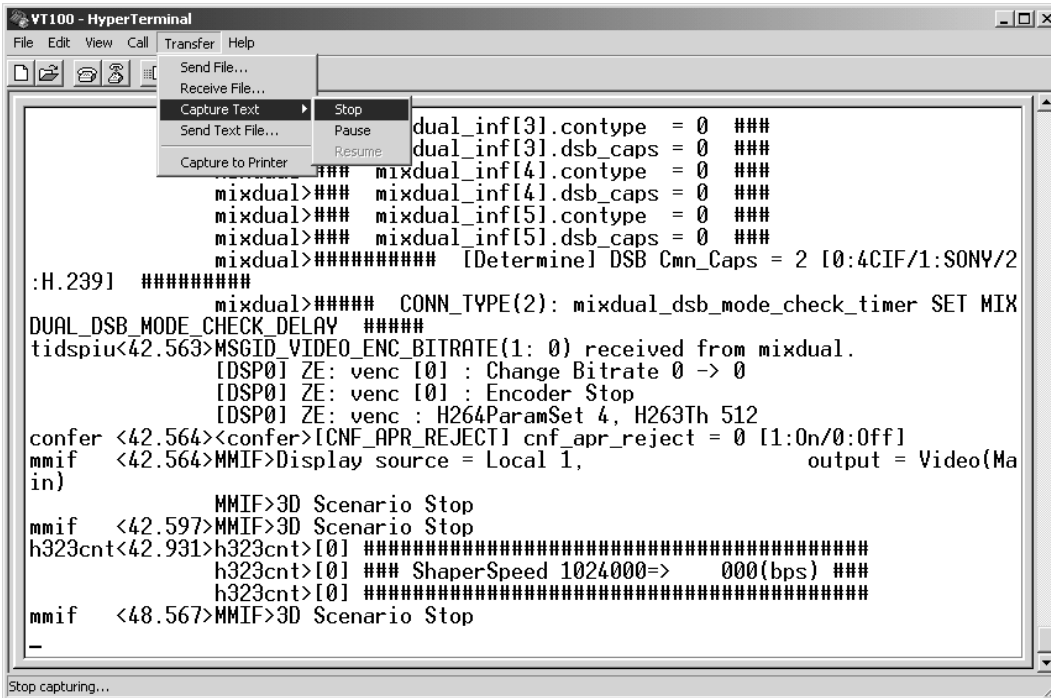 VT100 - HyperTerminal
File Edit View Call Transfer Help
Send File...
Receive File...
Capture Text
Send Text File...
Capture to Printer
Stop
Pause
Resume
dual_inf[3].contype = 0 ###
dual_inf[3].dsb_caps = 0 ###
### mixdual_inf[4].contype = 0 ###
mixdual>### mixdual_inf[4].dsb_caps = 0 ###
mixdual>### mixdual_inf[5].contype = 0 ###
mixdual>### mixdual_inf[5].dsb_caps = 0 ###
mixdual>########## [Determine] DSB Cmn_Caps = 2 [0:4CIF/1:SONY/2
:H.239] #########
mixdual>##### CONN_TYPE(2): mixdual_dsb_mode_check_timer SET MIX
DUAL_DSB_MODE_CHECK_DELAY #####
tidspiu<42.563>MSGID_VIDEO_ENC_BITRATE(1: 0) received from mixdual.
[DSP0] ZE: venc [0] : Change Bitrate 0 -> 0
[DSP0] ZE: venc [0] : Encoder Stop
[DSP0] ZE: venc : H264ParamSet 4, H263Th 512
confer <42.564><confer>[CNF_APR_REJECT] cnf_apr_reject = 0 [1:On/0:Off]
mmif <42.564>MMIF>Display source = Local 1, output = Video(Ma
in)
MMIF>3D Scenario Stop
mmif <42.597>MMIF>3D Scenario Stop
h323cnt<42.931>h323cnt>[0] #########################################
h323cnt>[0] ### ShaperSpeed 1024000=> 000(bps) ###
h323cnt>[0] #########################################
mmif <48.567>MMIF>3D Scenario Stop
_
Stop capturing...